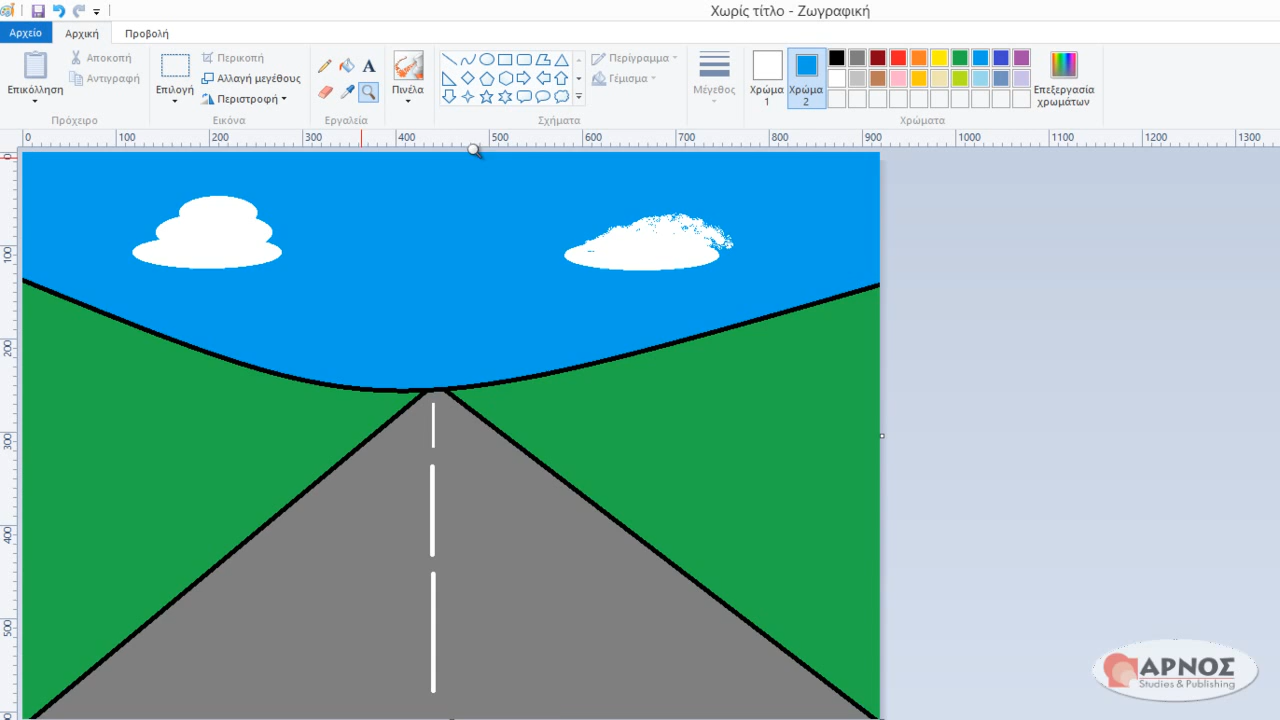 Χωρίς τίτλο - Ζωγραφική
Αρχείο Αρχική Προβολή
Επικόλληση
Αποκοπή
Αντιγραφή
Πρόχειρο
Επιλογή
Περικοπή
Αλλαγή μεγέθους
Περιστροφή
Εικόνα
A
Εργαλεία
Πινέλα
Περίγραμμα
Γέμισμα
Σχήματα
Μέγεθος
Χρώμα
1
Χρώμα
2
Επεξεργασία
χρωμάτων
Χρώματα
0 100 200 300 400 500 600 700 800 900 1000 1100 1200 1300
0
100
200
300
400
500
ΑΡΝΟΣ
Studies & Publishing